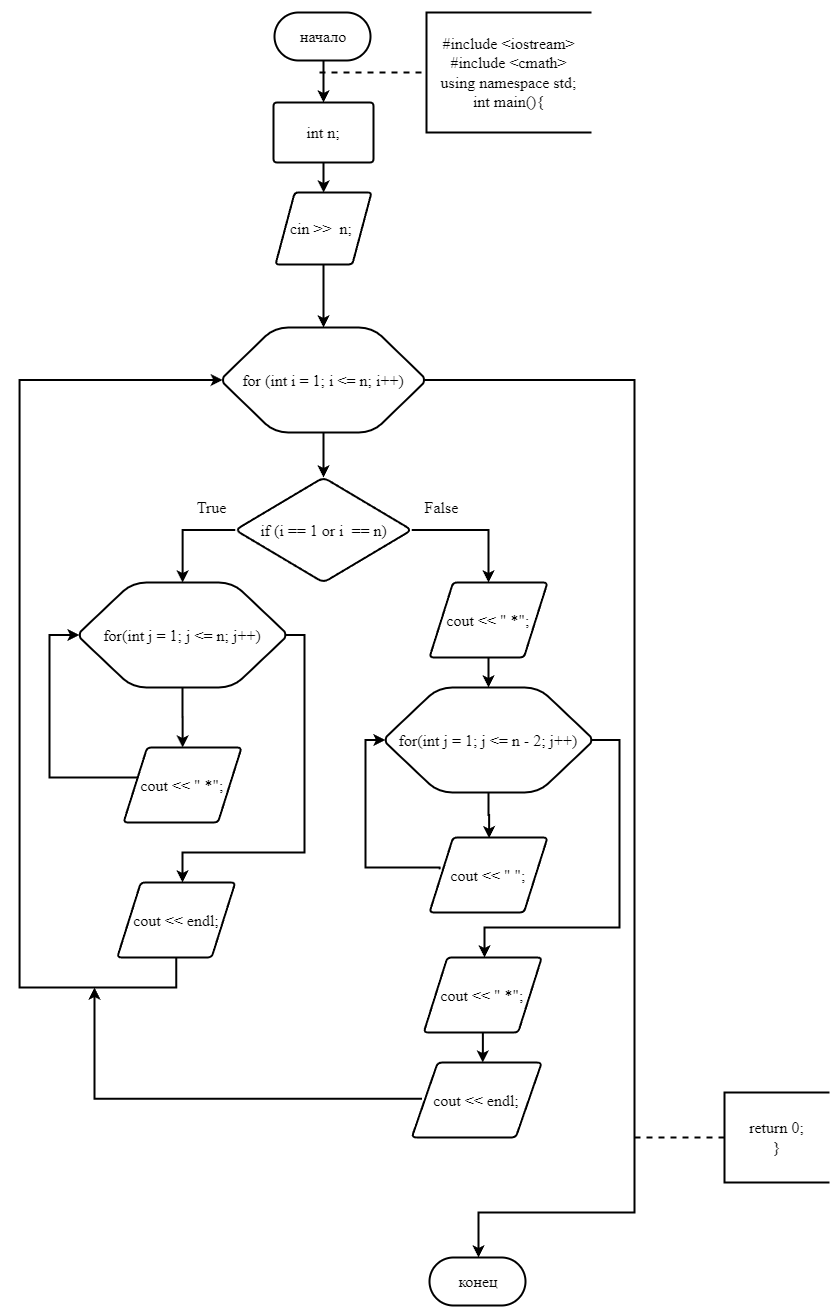 начало
#include <iostream>
#include <cmath>
using namespace std;
int main(){
int n;
cin >> n;
for (int i = 1; i <= n; i++)
True
False
if (i == 1 or i == n)
for(int j = 1; j <= n; j++)
cout << " *";
cout << " *";
for(int j = 1; j <= n - 2; j++)
cout << " ";
cout << endl;
cout << " *";
cout << endl;
return 0;
}
конец